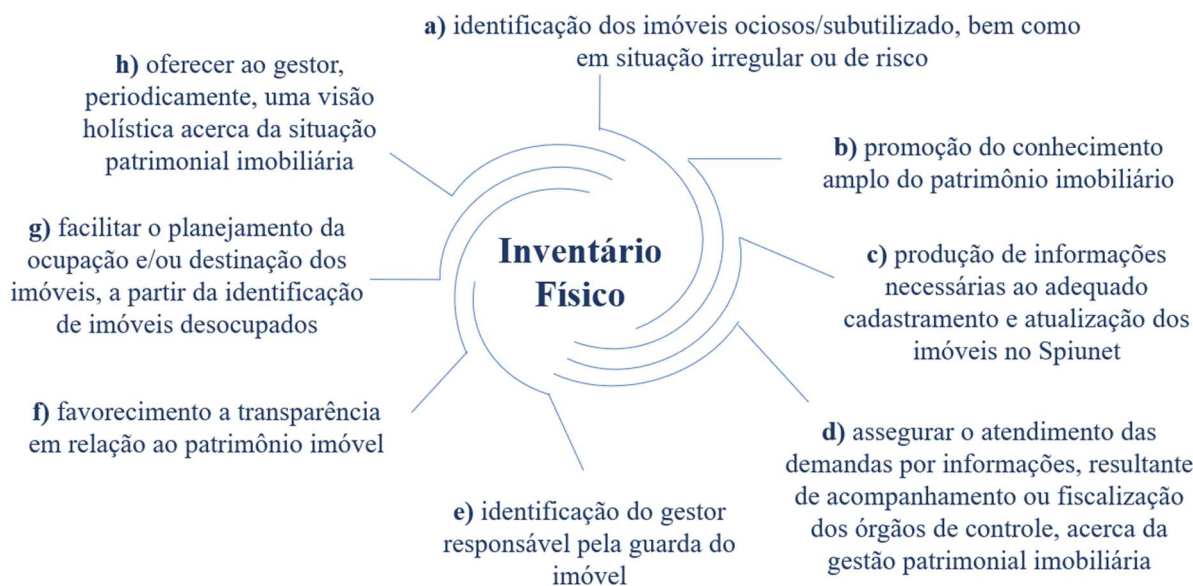 a) identificação dos imóveis ociosos/subutilizado, bem como
em situação irregular ou de risco
b) promoção do conhecimento
amplo do patrimônio imobiliário
c) produção de informações
necessárias ao adequado
cadastramento e atualização dos
imóveis no Spiunet
d) assegurar o atendimento das
demandas por informações, resultante
de acompanhamento ou fiscalização
dos órgãos de controle, acerca da
gestão patrimonial imobiliária
e) identificação do gestor
responsável pela guarda do
imóvel
f) favorecimento a transparência
em relação ao patrimônio imóvel
g) facilitar o planejamento da
ocupação e/ou destinação dos
imóveis, a partir da identificação
de imóveis desocupados
h) oferecer ao gestor,
periodicamente, uma visão
holística acerca da situação
patrimonial imobiliária
Inventário
Físico